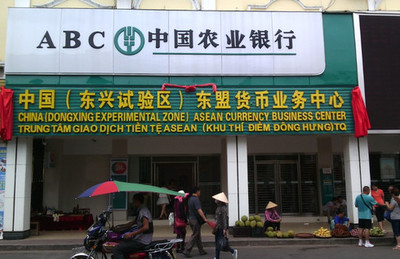 ABC 中国农业银行
中国（东兴试验区）东盟货币业务中心
CHINA(DONGXING EXPERIMENTAL ZONE) ASEAN CURRENCY BUSINESS CENTER
TRUNG TÂM GIAO DỊCH TIỀN TỆ ASEAN (KHU THÍ ĐIỂM ĐÔNG HƯNG)TQ